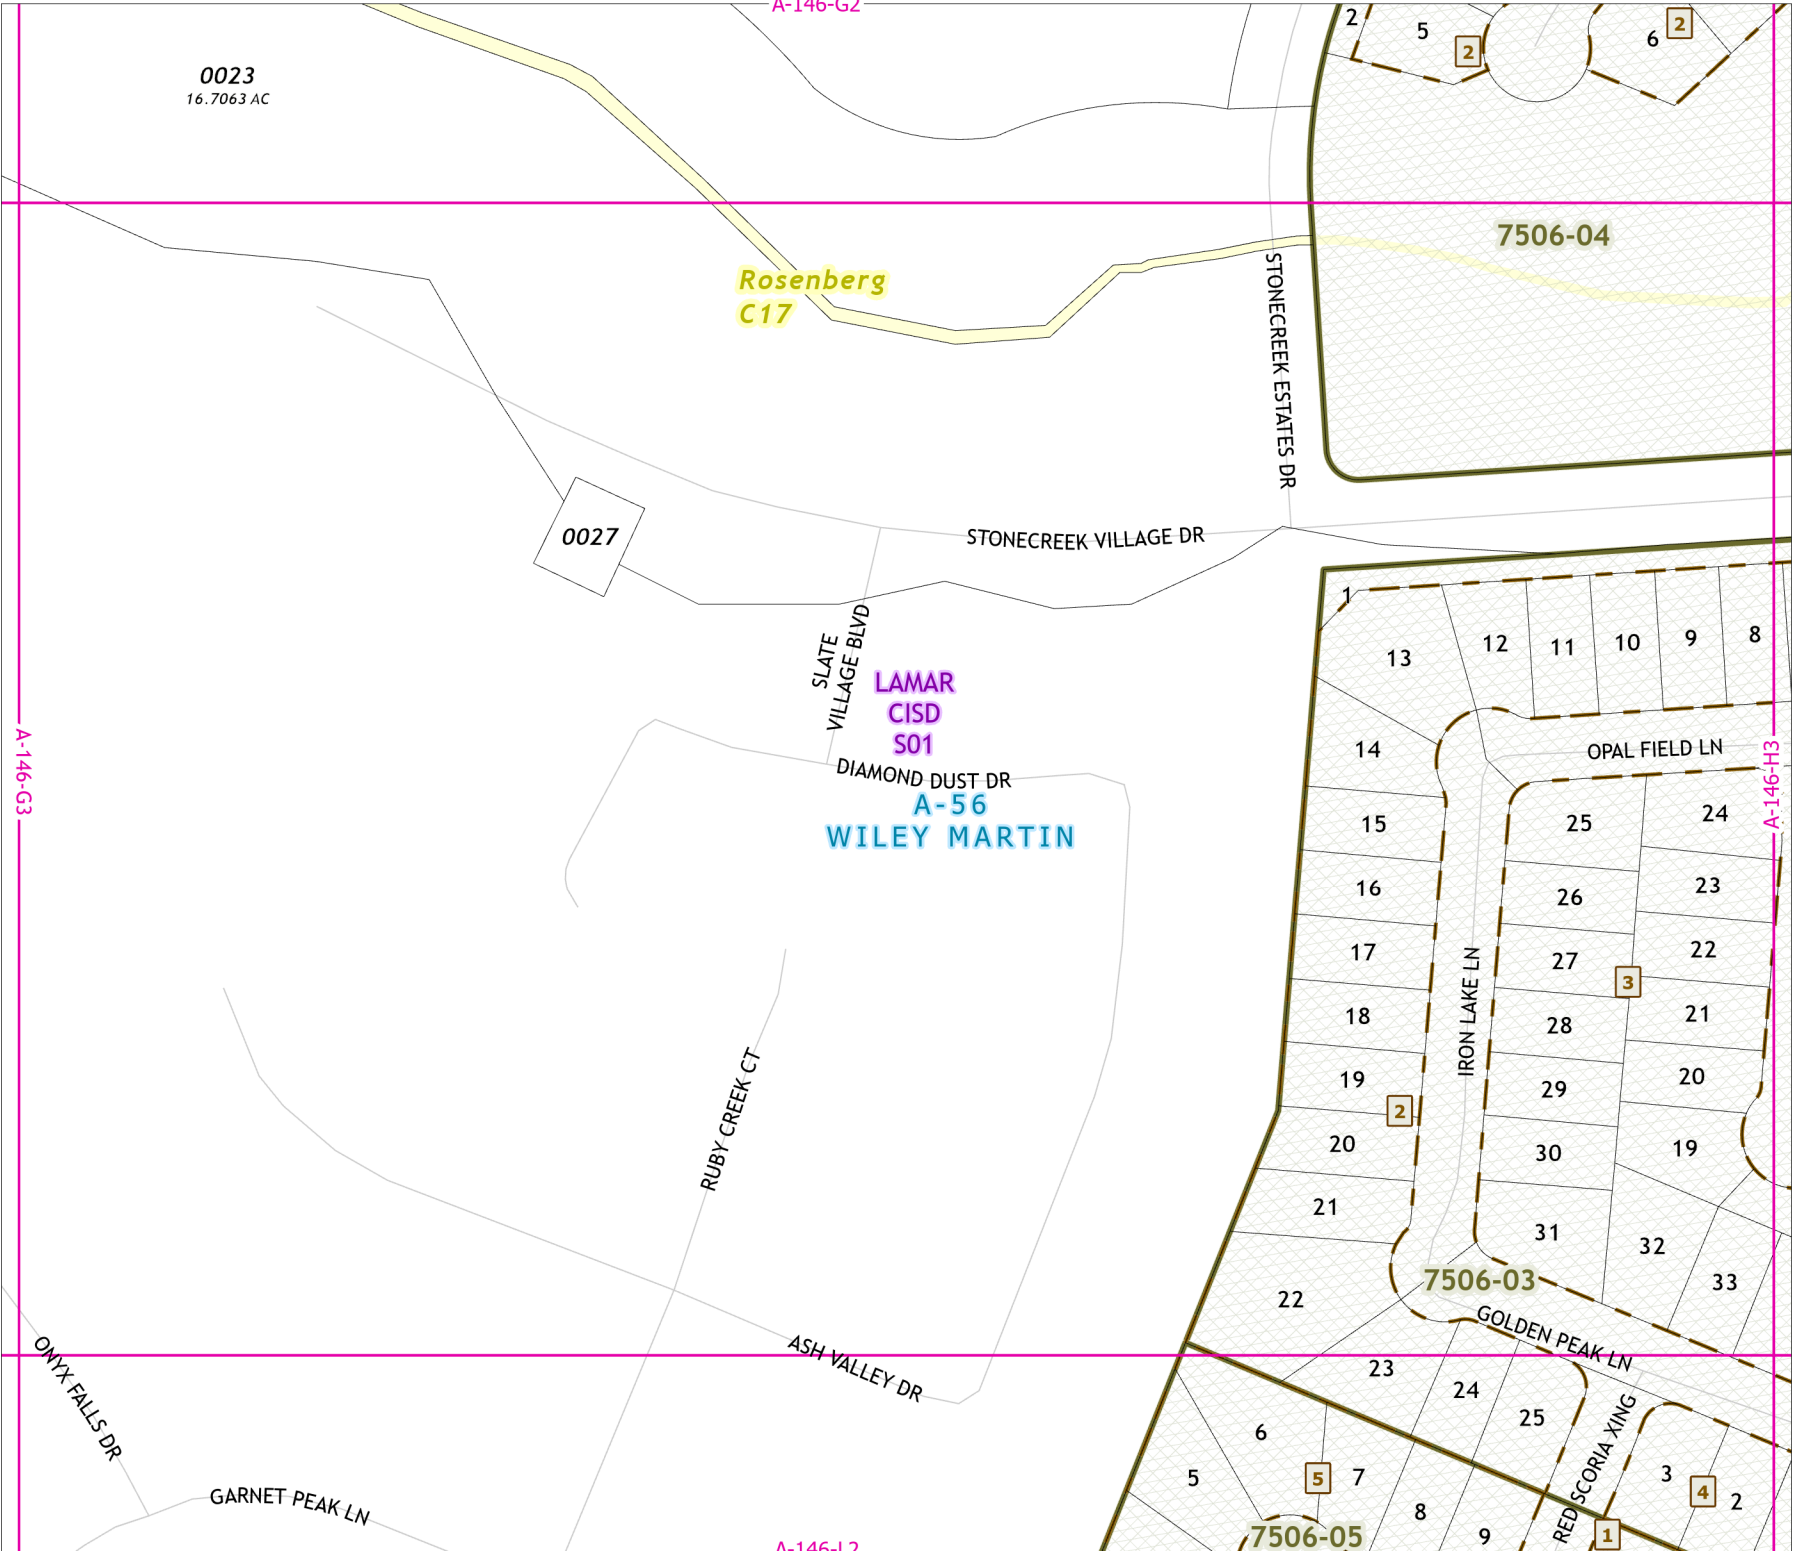 A-146-G2
2
5
2
6
2
0023
16.7063 AC
7506-04
Rosenberg
C17
STONECREEK ESTATES DR
0027
STONECREEK VILLAGE DR
1
13
12
11
10
9
8
SLATE
VILLAGE BLVD
LAMAR
CISD
S01
DIAMOND DUST DR
A-56
WILEY MARTIN
A-146-G3
A-146-H3
OPAL FIELD LN
14
15
16
17
18
19
2
20
21
22
25
24
26
23
27
22
3
28
21
29
20
30
19
31
32
33
IRON LAKE LN
RUBY CREEK CT
7506-03
GOLDEN PEAK LN
ASH VALLEY DR
ONYX FALLS DR
GARNET PEAK LN
23
24
25
RED SCORIA XING
6
5
5
7
8
9
3
4
2
1
7506-05
A-146-L2